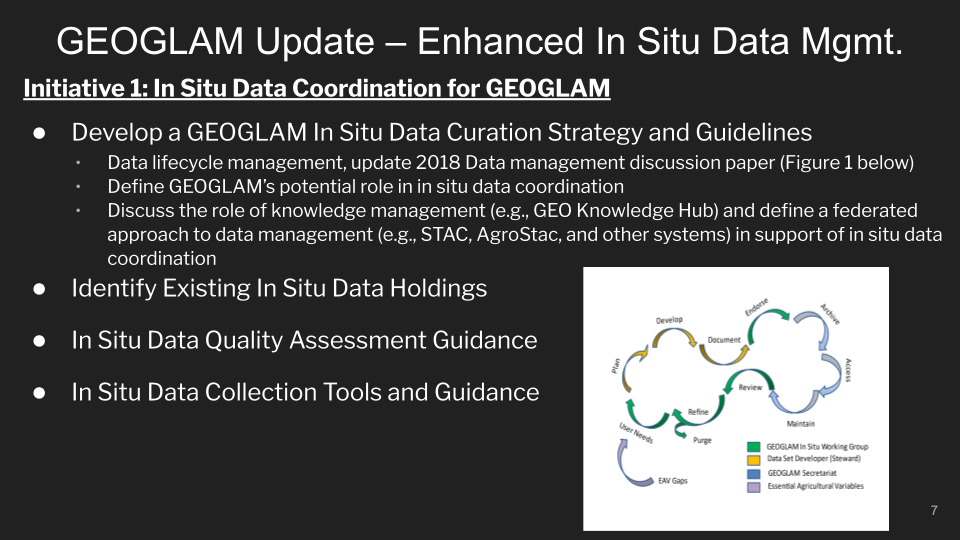 GEOGLAM Update – Enhanced In Situ Data Mgmt.
Initiative 1: In Situ Data Coordination for GEOGLAM
● Develop a GEOGLAM In Situ Data Curation Strategy and Guidelines
• Data lifecycle management, update 2018 Data management discussion paper (Figure 1 below)
• Define GEOGLAM’s potential role in in situ data coordination
• Discuss the role of knowledge management (e.g., GEO Knowledge Hub) and define a federated
approach to data management (e.g., STAC, AgroStac, and other systems) in support of in situ data
coordination
● Identify Existing In Situ Data Holdings
● In Situ Data Quality Assessment Guidance
● In Situ Data Collection Tools and Guidance
Plan
Develop
Document
Endorse
Archive
Access
Maintain
Review
Refine
Purge
User Needs
EAV Gaps
GEOGLAM In Situ Working Group
Data Set Developer (Steward)
GEOGLAM Secretariat
Essential Agricultural Variables
7